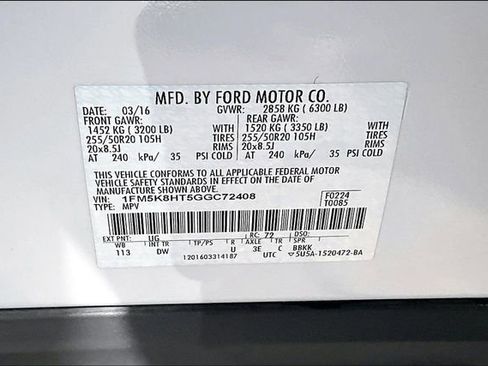 MFD. BY FORD MOTOR CO.
DATE: 03/16 GVWR: 2858 KG ( 6300 LB)
FRONT GAWR: REAR GAWR:
1452 KG ( 3200 LB) WITH 1520 KG ( 3350 LB) WITH
255/50R20 105H TIRES 255/50R20 105H TIRES
20x8.5J RIMS 20x8.5J RIMS
AT 240 kPa/ 35 PSI COLD AT 240 kPa/ 35 PSI COLD
THIS VEHICLE CONFORMS TO ALL APPLICABLE FEDERAL MOTOR
VEHICLE SAFETY STANDARDS IN EFFECT ON THE DATE OF
MANUFACTURE SHOWN ABOVE.
VIN: 1FM5K8HT5GGC72408 F0224
TYPE: MPV T0085
EXT PNT: UG RC: 72 DSO:
WB BRK INT TR TP/PS R AXLE TR SPR
113 DW U 3E C BBKK
1201603314187 UTC ▽5U5A-1520472-BA